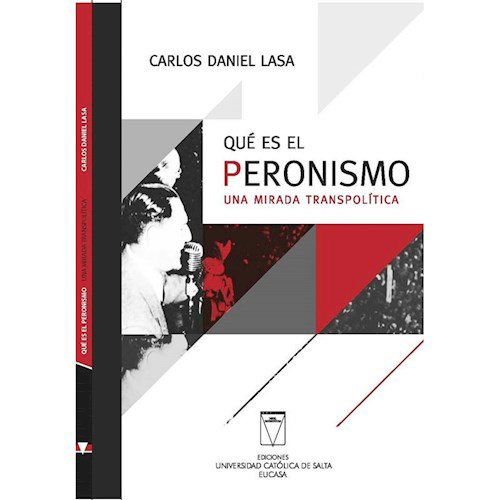 CARLOS DANIEL LASA
QUÉ ES EL
PERONISMO
UNA MIRADA TRANSPOLÍTICA
EDICIONES
UNIVERSIDAD CATÓLICA DE SALTA
EUCASA
QUÉ ES EL PERONISMO UNA MIRADA TRANSPOLÍTICA CARLOS DANIEL LASA